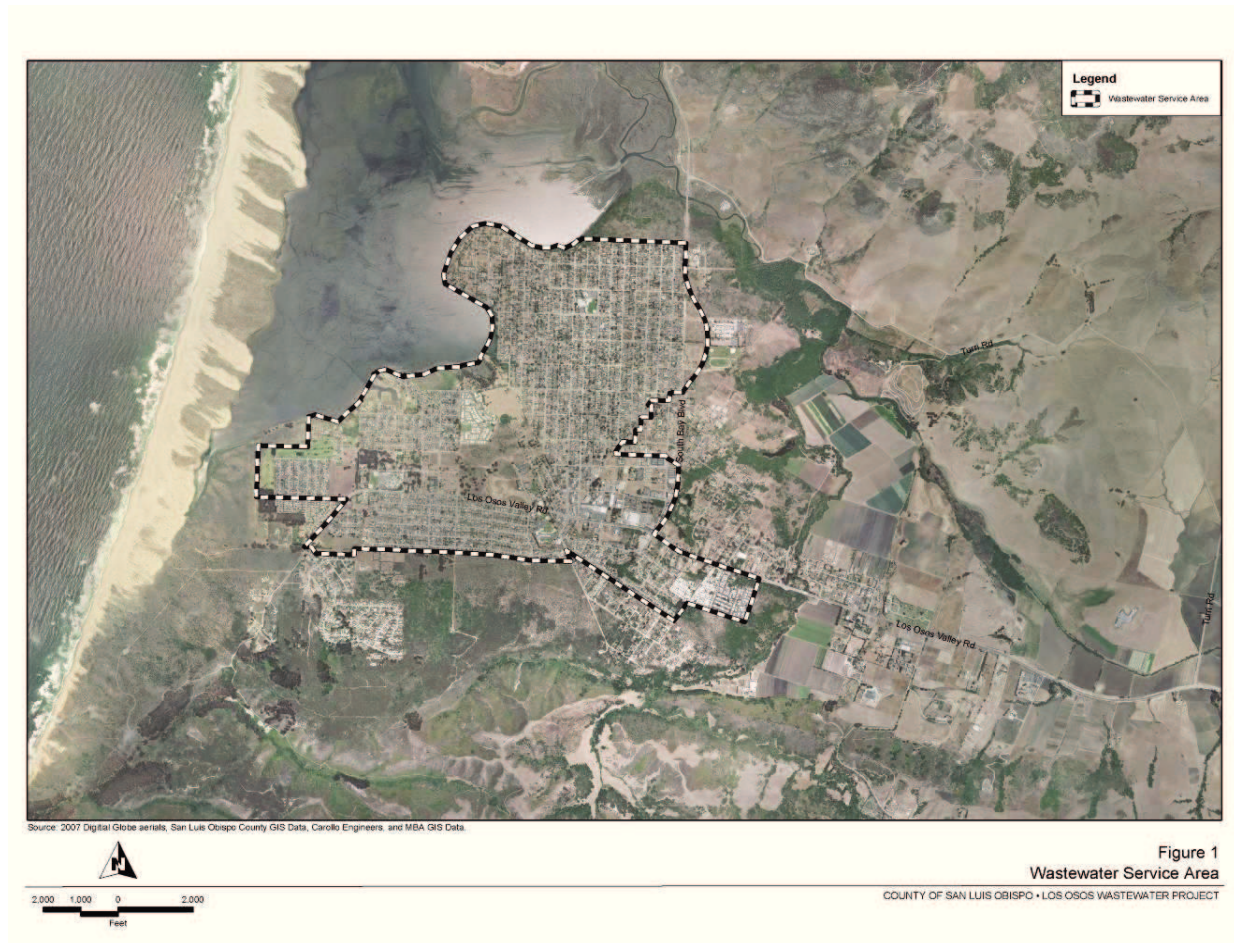 Legend
Wastewater Service Area
Turri Rd
South Bay Blvd
Los Osos Valley Rd.
Turri Rd
Los Osos Valley Rd.
Source: 2007 Digital Globe aerials, San Luis Obispo County GIS Data, Carollo Engineers, and MBA GIS Data.
N
Figure 1
Wastewater Service Area
COUNTY OF SAN LUIS OBISPO • LOS OSOS WASTEWATER PROJECT
2,000 1,000 0 2,000
Feet